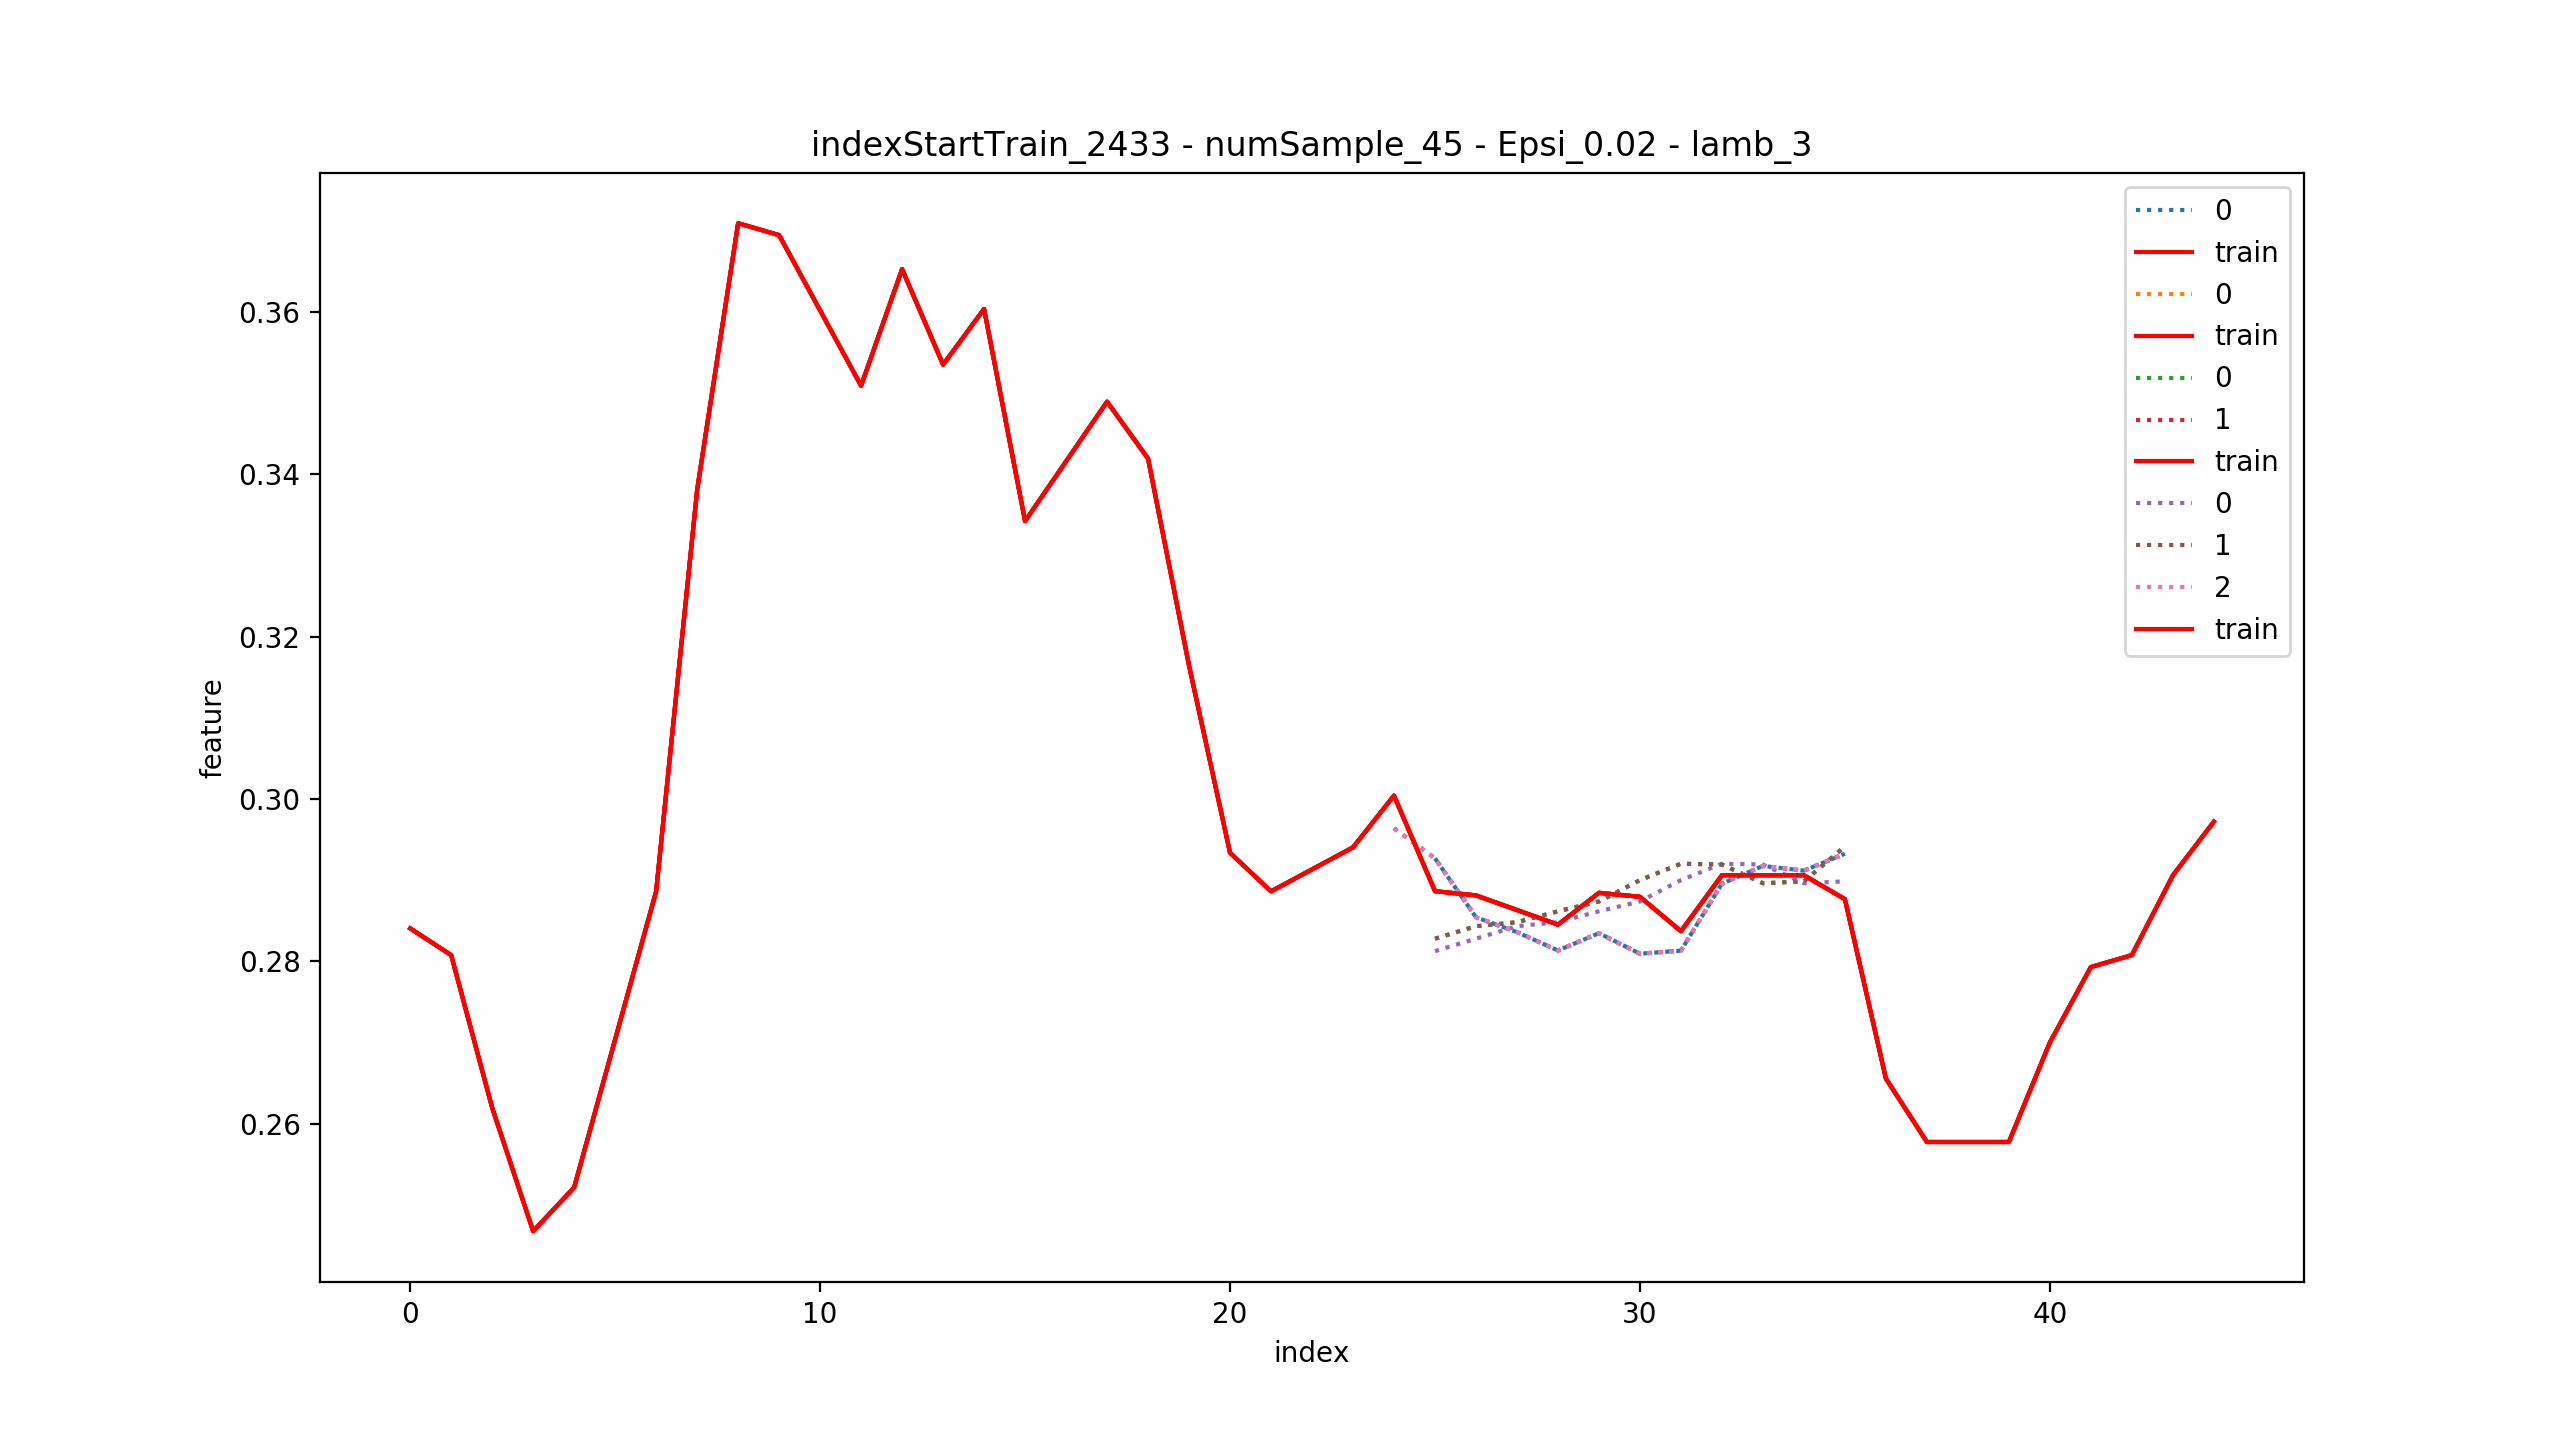 indexStartTrain_2433 - numSample_45 - Epsi_0.02 - lamb_3
0
train
0
train
0
1
train
0
1
2
train
0.36
0.34
0.32
0.30
0.28
0.26
feature
0 10 20 30 40
index